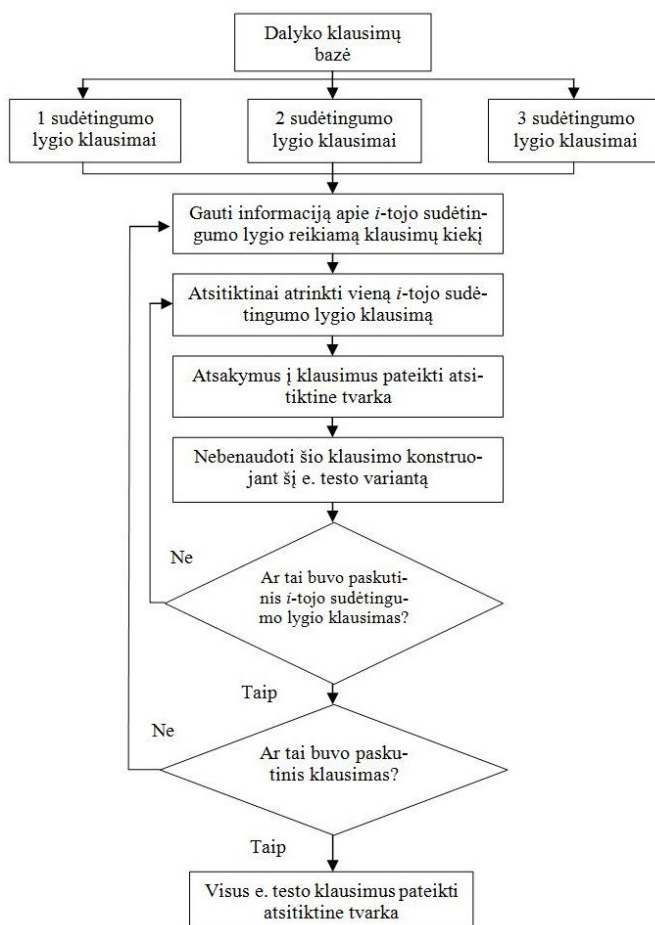 Dalyko klausimų
bazė
1 sudėtingumo
lygio klausimai
2 sudėtingumo
lygio klausimai
3 sudėtingumo
lygio klausimai
Gauti informaciją apie i-tojo sudėtin-
gumo lygio reikiamą klausimų kiekį
Atsitiktinai atrinkti vieną i-tojo sudė-
tingumo lygio klausimą
Atsakymus į klausimus pateikti atsi-
tiktine tvarka
Nebenaudoti šio klausimo konstruo-
jant šį e. testo variantą
Ne
Ar tai buvo paskuti-
nis i-tojo sudėtingu-
mo lygio klausimas?
Taip
Ne
Ar tai buvo pasku-
tinis klausimas?
Taip
Visus e. testo klausimus pateikti
atsitiktine tvarka